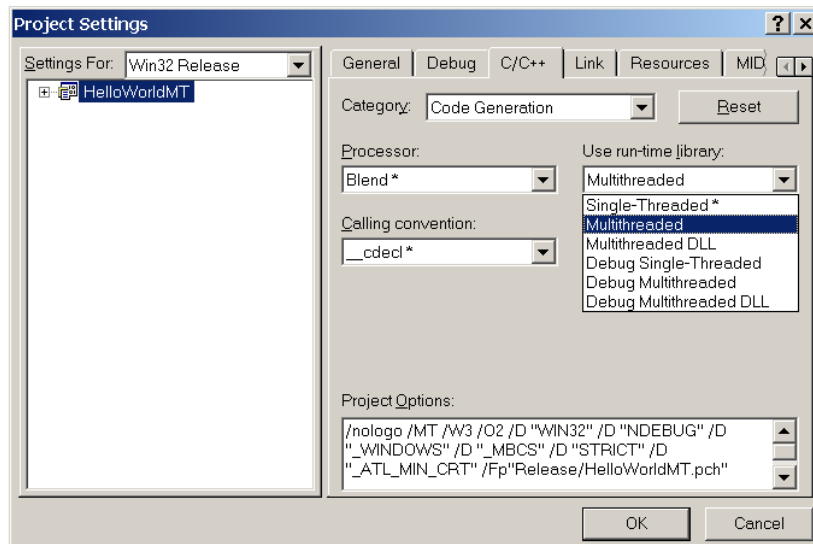 Project Settings
Settings For: Win32 Release
HelloWorldMT
General Debug C/C++ Link Resources MID
Category: Code Generation Reset
Processor: Use run-time library:
Blend * Multithreaded
Single-Threaded *
Calling convention: Multithreaded
__cdecl * Multithreaded DLL
Debug Single-Threaded
Debug Multithreaded
Debug Multithreaded DLL
Project Options:
/nologo /MT /W3 /O2 /D "WIN32" /D "NDEBUG" /D
"_WINDOWS" /D "_MBCS" /D "STRICT" /D
"_ATL_MIN_CRT" /Fp"Release/HelloWorldMT.pch"
OK Cancel